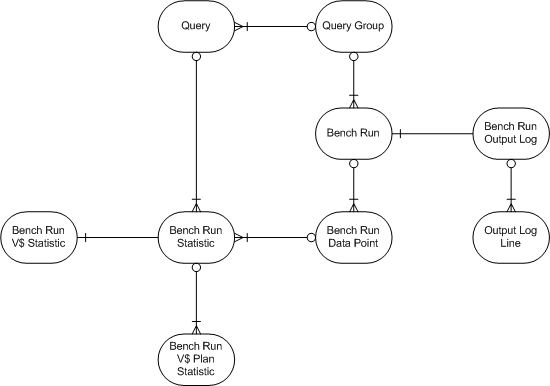 Query
Query Group
Bench Run
Bench Run
Output Log
Bench Run
V$ Statistic
Bench Run
Statistic
Bench Run
Data Point
Output Log
Line
Bench Run
V$ Plan
Statistic